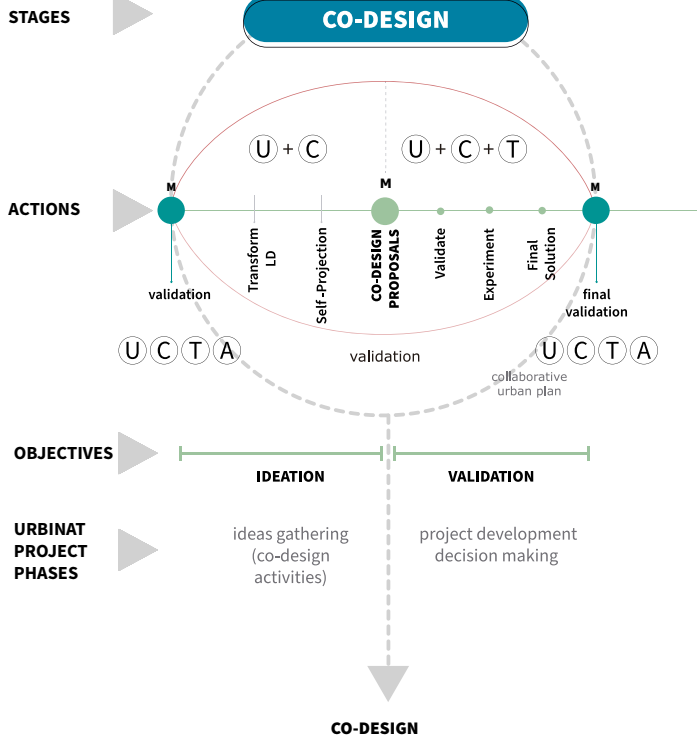 STAGES
CO-DESIGN
U + C
U + C + T
M
M
M
ACTIONS
Transform
LD
Self -Projection
CO-DESIGN
PROPOSALS
Validate
Experiment
Final
Solution
validation
final
validation
U C T A
validation
U C T A
collaborative
urban plan
OBJECTIVES
IDEATION
VALIDATION
URBINAT
PROJECT
PHASES
ideas gathering
(co-design
activities)
project development
decision making
CO-DESIGN